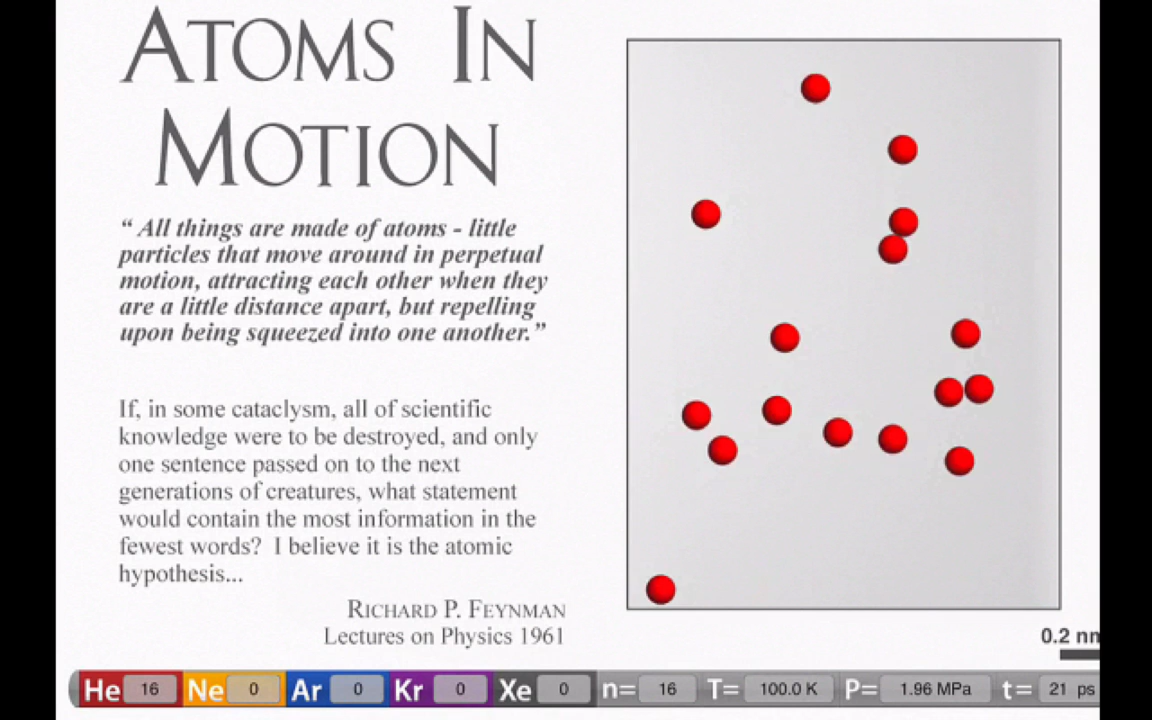 ATOMS IN
MOTION
“ All things are made of atoms - little
particles that move around in perpetual
motion, attracting each other when they
are a little distance apart, but repelling
upon being squeezed into one another.”
If, in some cataclysm, all of scientific
knowledge were to be destroyed, and only
one sentence passed on to the next
generations of creatures, what statement
would contain the most information in the
fewest words? I believe it is the atomic
hypothesis...
RICHARD P. FEYNMAN
Lectures on Physics 1961
0.2 nm
He 16 Ne 0 Ar 0 Kr 0 Xe 0 n= 16 T= 100.0 K P= 1.96 MPa t= 21 ps